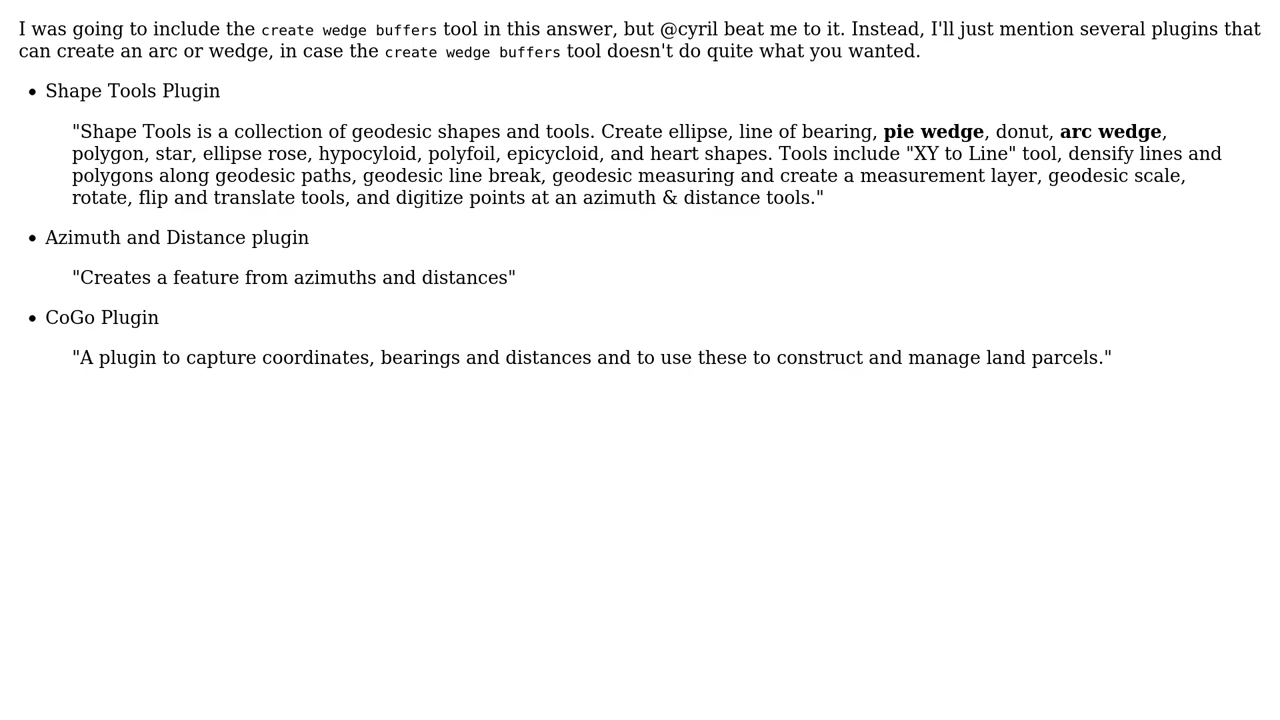 I was going to include the create wedge buffers tool in this answer, but @cyril beat me to it. Instead, I'll just mention several plugins that
can create an arc or wedge, in case the create wedge buffers tool doesn't do quite what you wanted.
• Shape Tools Plugin
"Shape Tools is a collection of geodesic shapes and tools. Create ellipse, line of bearing, pie wedge, donut, arc wedge,
polygon, star, ellipse rose, hypocyloid, polyfoil, epicycloid, and heart shapes. Tools include "XY to Line" tool, densify lines and
polygons along geodesic paths, geodesic line break, geodesic measuring and create a measurement layer, geodesic scale,
rotate, flip and translate tools, and digitize points at an azimuth & distance tools."
• Azimuth and Distance plugin
"Creates a feature from azimuths and distances"
• CoGo Plugin
"A plugin to capture coordinates, bearings and distances and to use these to construct and manage land parcels."